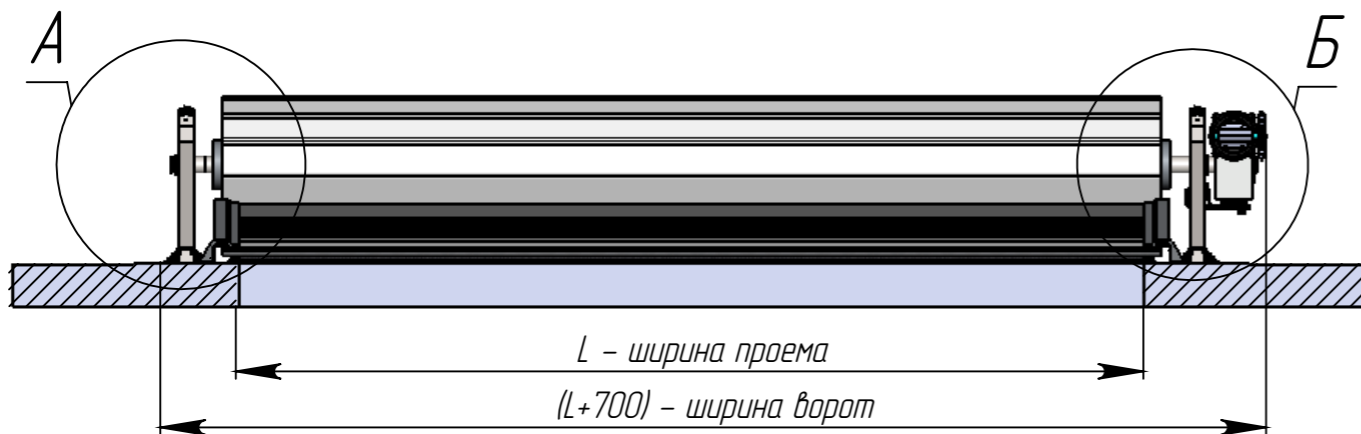 А
Б
L – ширина проема
(L+700) – ширина ворот